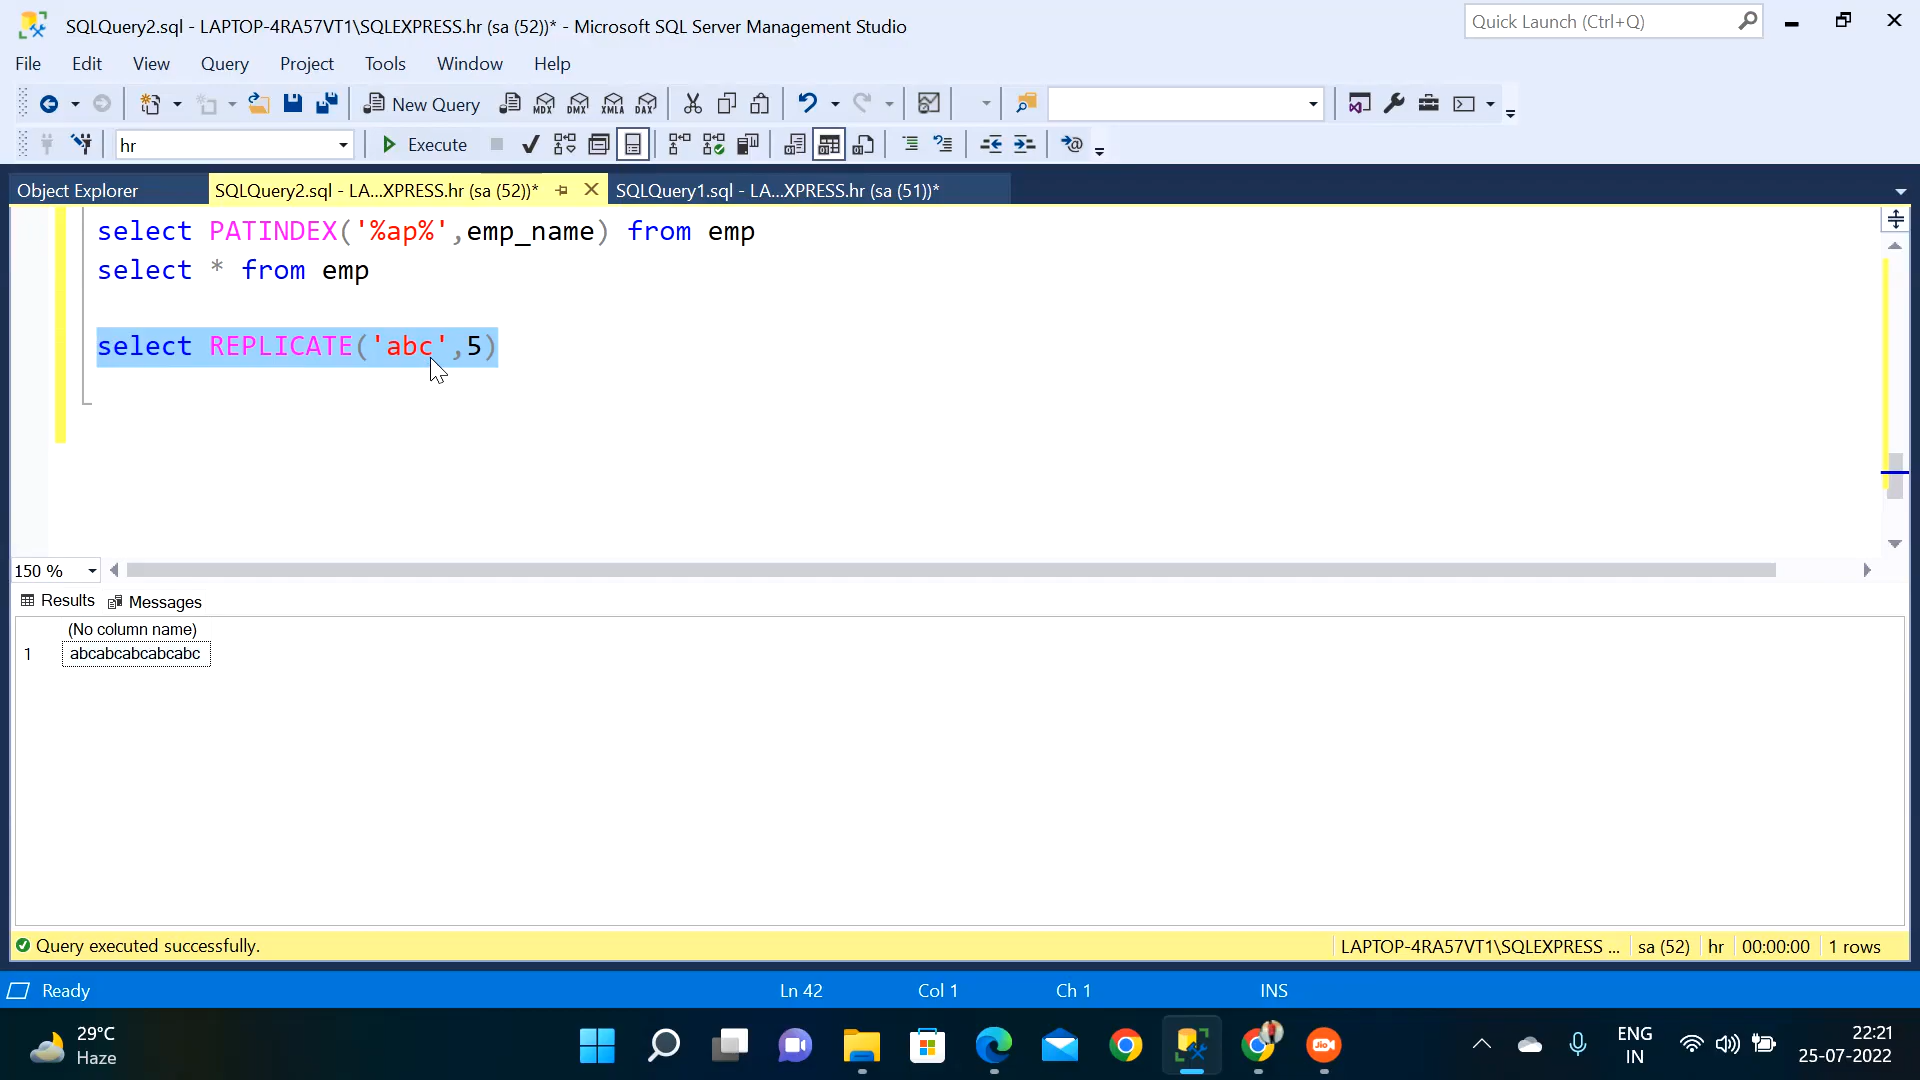 SQLQuery2.sql - LAPTOP-4RA57VT1\SQLEXPRESS.hr (sa (52))* - Microsoft SQL Server Management Studio
Quick Launch (Ctrl+Q)
File Edit View Query Project Tools Window Help
New Query MDX DMX XMLA DAX
hr Execute
Object Explorer SQLQuery2.sql - LA...XPRESS.hr (sa (52))* SQLQuery1.sql - LA...XPRESS.hr (sa (51))*
select PATINDEX('%ap%',emp_name) from emp
select * from emp
select REPLICATE('abc',5)
150 %
Results Messages
(No column name)
1 abcabcabcabcabc
Query executed successfully. LAPTOP-4RA57VT1\SQLEXPRESS ... sa (52) hr 00:00:00 1 rows
Ready Ln 42 Col 1 Ch 1 INS
29°C
Haze
Jio
ENG
IN
22:21
25-07-2022